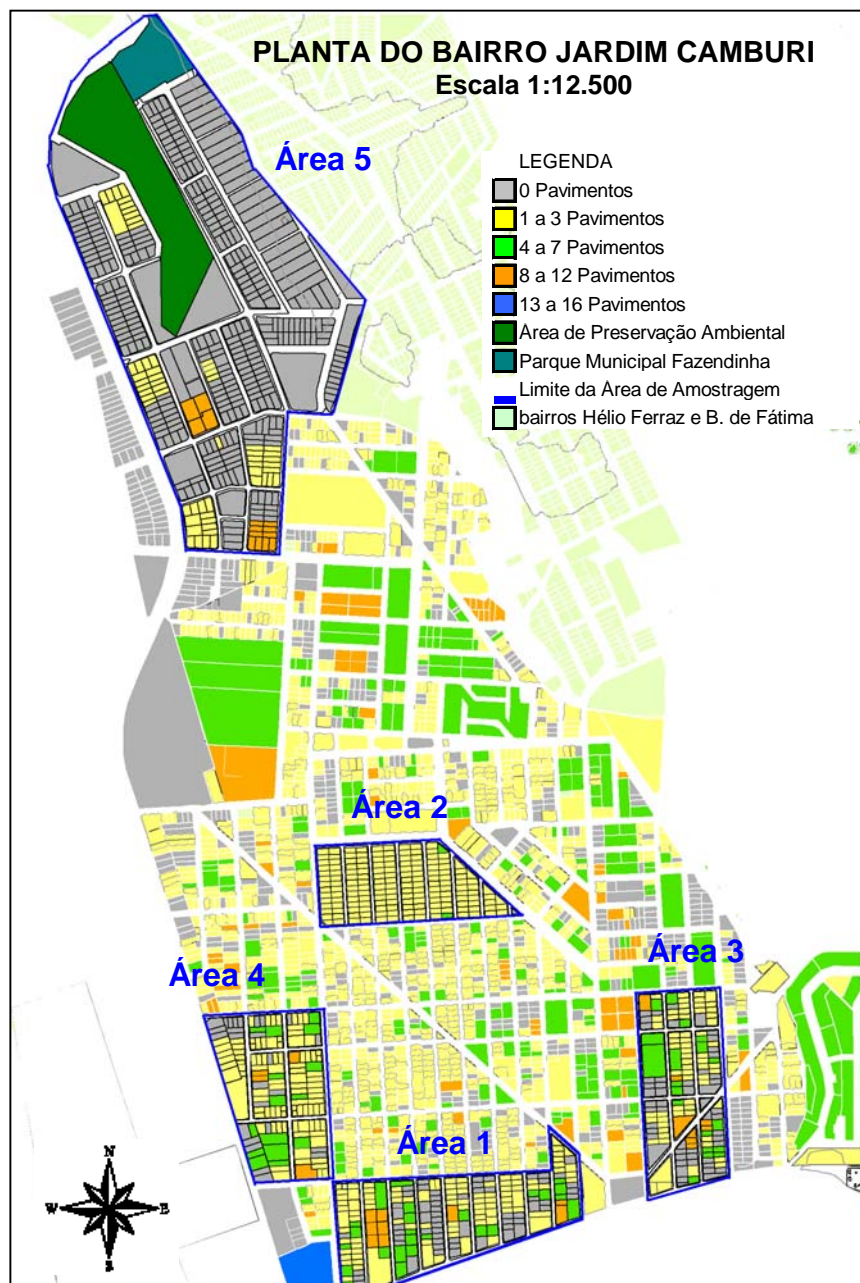 PLANTA DO BAIRRO JARDIM CAMBURI
Escala 1:12.500
Área 5
LEGENDA
0 Pavimentos
1 a 3 Pavimentos
4 a 7 Pavimentos
8 a 12 Pavimentos
13 a 16 Pavimentos
Área de Preservação Ambiental
Parque Municipal Fazendinha
Limite da Área de Amostragem
bairros Hélio Ferraz e B. de Fátima
Área 2
Área 3
Área 4
Área 1
N
W E
S